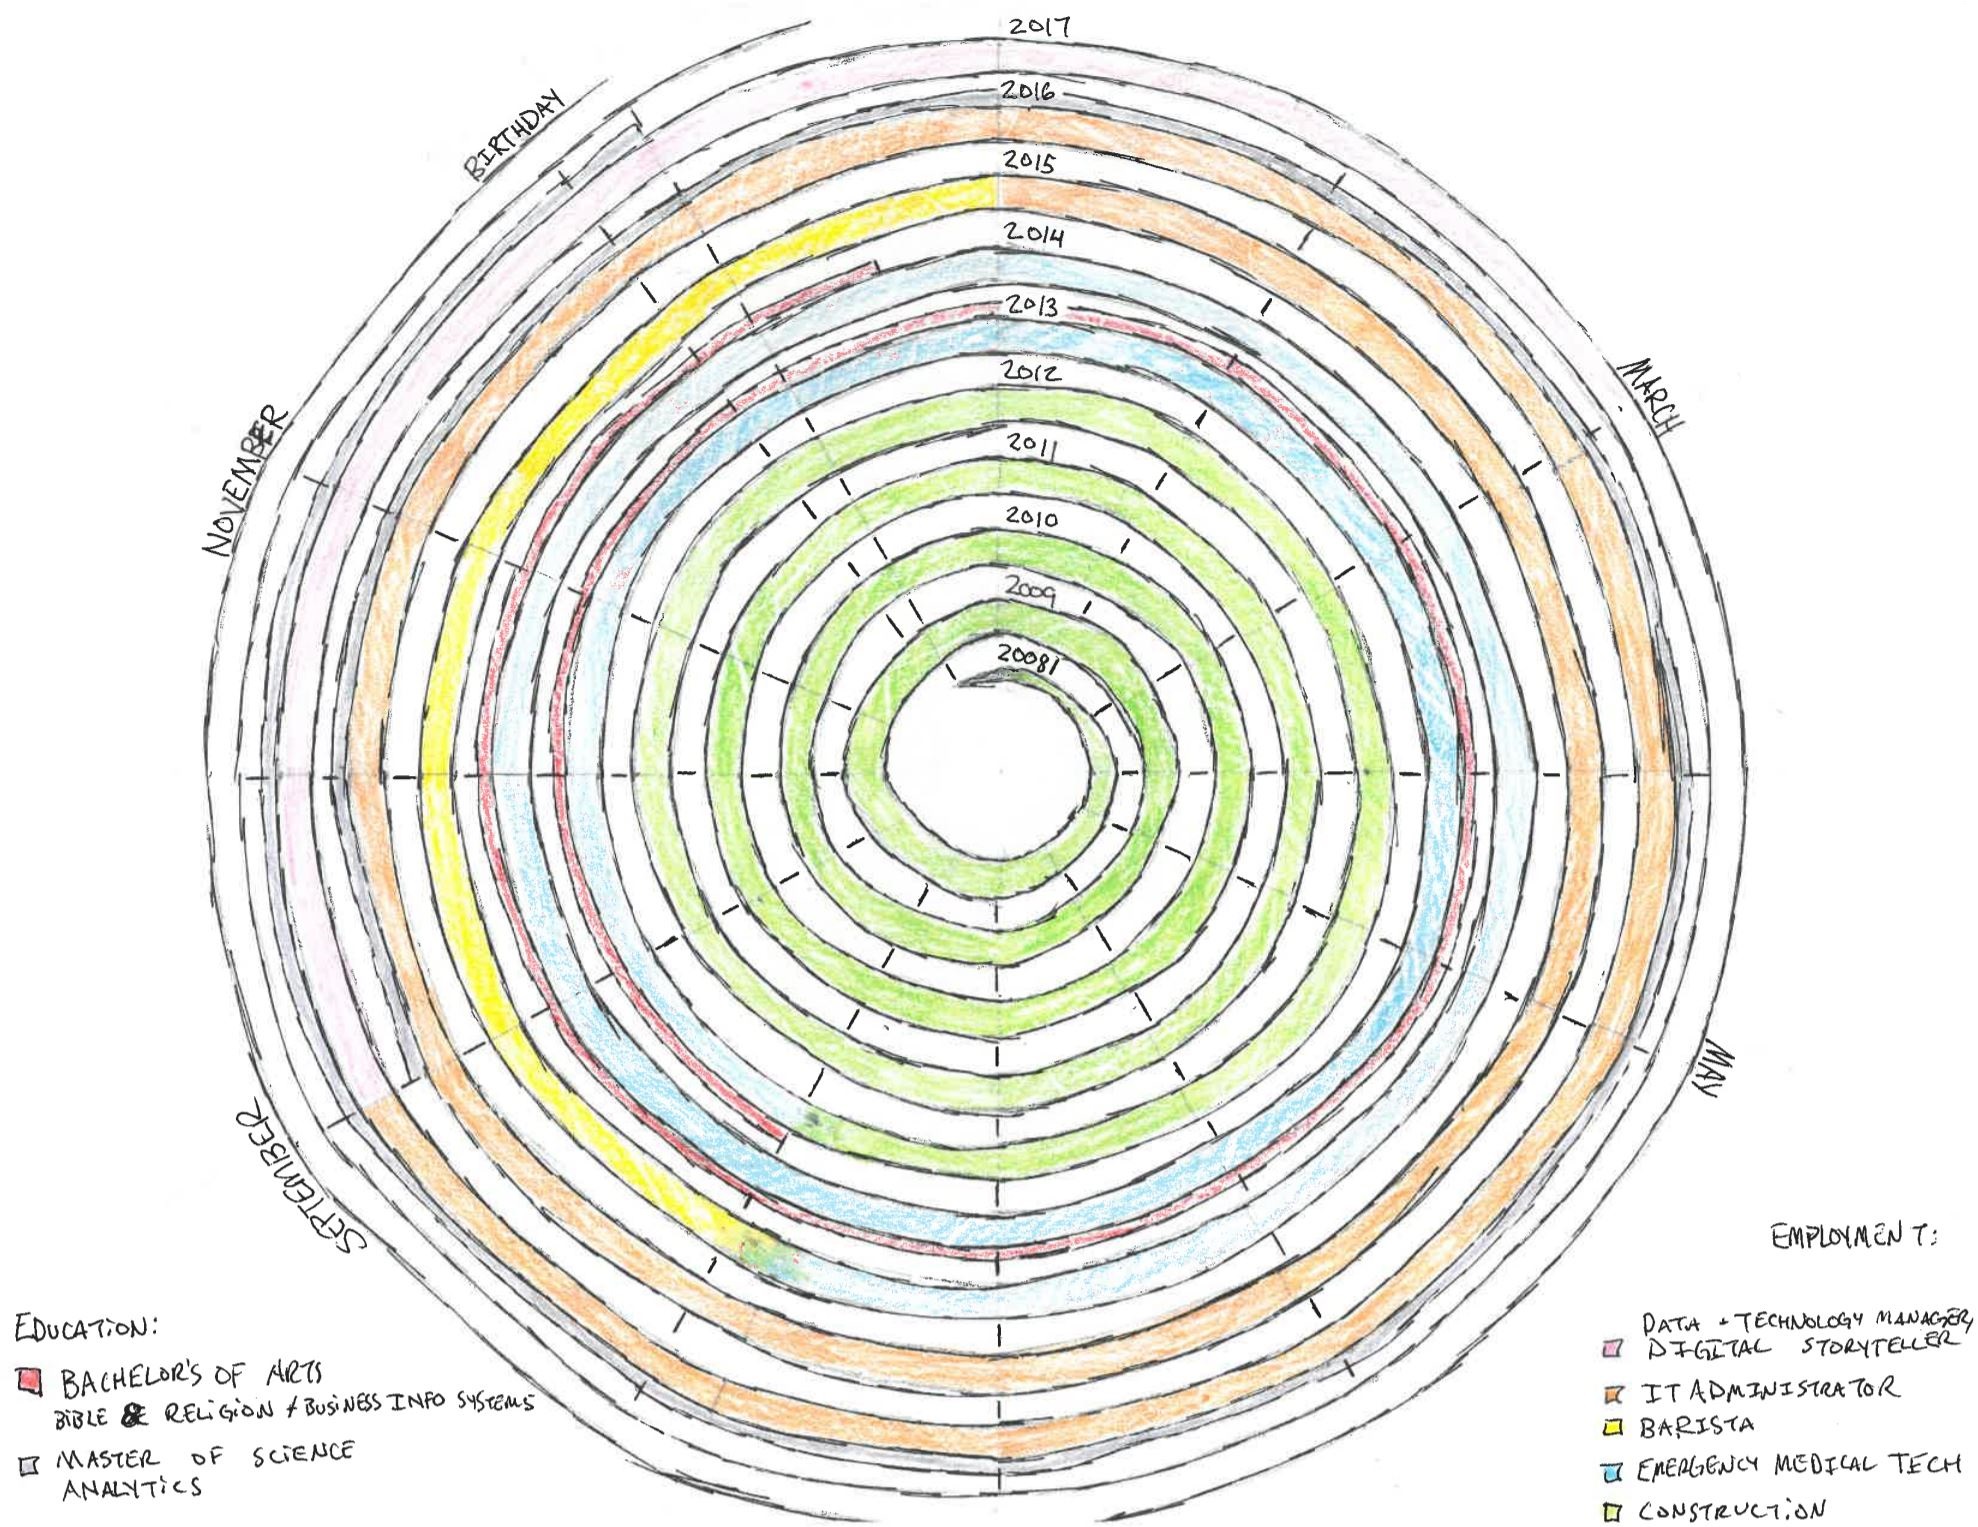 2017
2016
2015
2014
2013
2012
2011
2010
2009
2008
BIRTHDAY
MARCH
NOVEMBER
MAY
SEPTEMBER
EDUCATION:
BACHELOR'S OF ARTS
BIBLE & RELIGION + BUSINESS INFO SYSTEMS
MASTER OF SCIENCE
ANALYTICS
EMPLOYMENT:
DATA + TECHNOLOGY MANAGER,
DIGITAL STORYTELLER
IT ADMINISTRATOR
BARISTA
EMERGENCY MEDICAL TECH
CONSTRUCTION